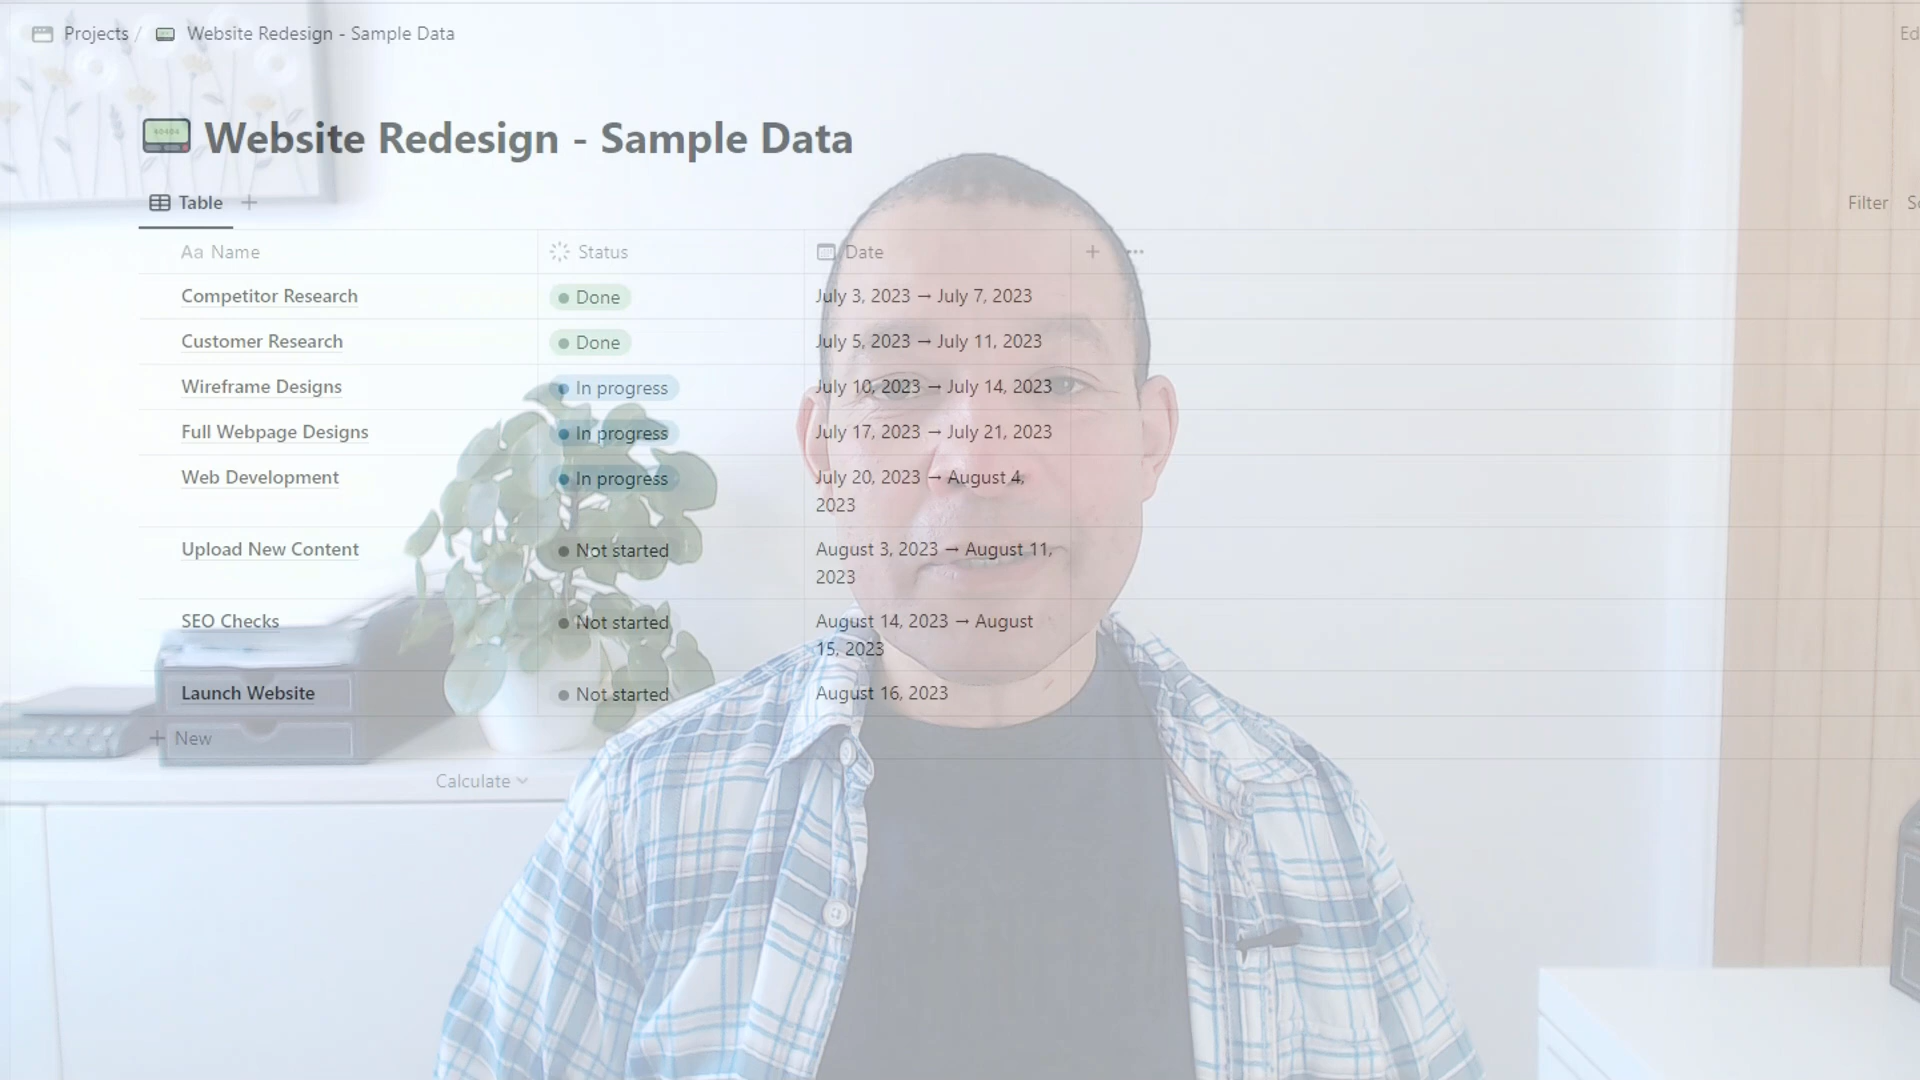 Projects / Website Redesign - Sample Data
Ed
Website Redesign - Sample Data
Table
Filter
Aa Name Status Date
Competitor Research Done July 3, 2023 → July 7, 2023
Customer Research Done July 5, 2023 → July 11, 2023
Wireframe Designs In progress July 10, 2023 → July 14, 2023
Full Webpage Designs In progress July 17, 2023 → July 21, 2023
Web Development In progress July 20, 2023 → August 4,
2023
Upload New Content Not started August 3, 2023 → August 11,
2023
SEO Checks Not started August 14, 2023 → August
15, 2023
Launch Website Not started August 16, 2023
+ New
Calculate